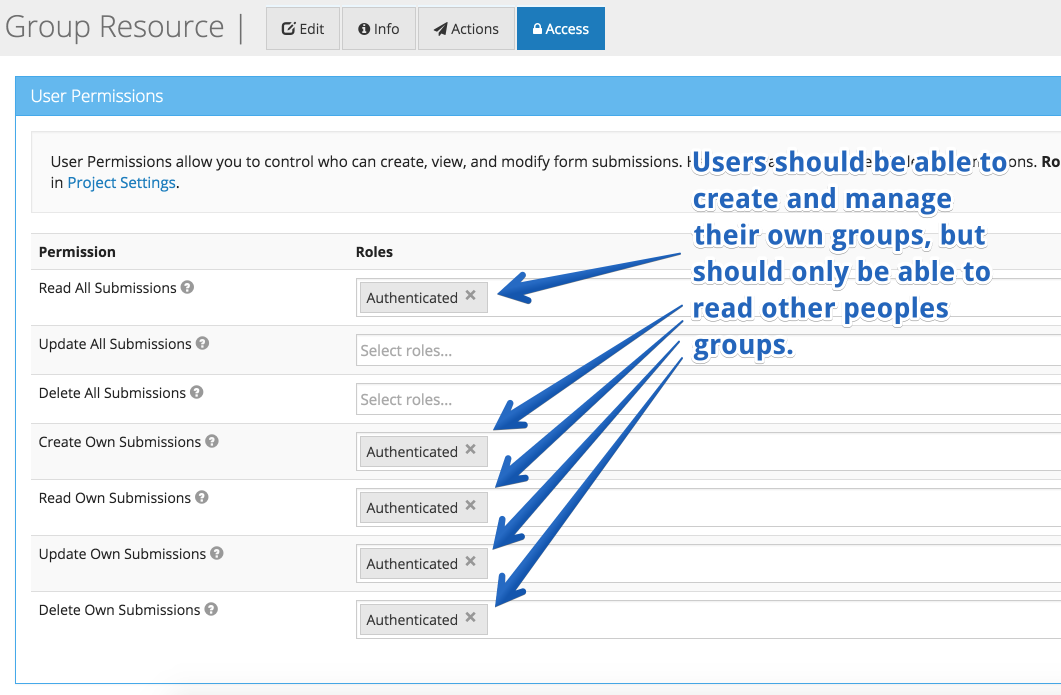 Group Resource |
Edit
Info
Actions
Access
User Permissions
User Permissions allow you to control who can create, view, and modify form submissions.
in Project Settings.
Users should be able to
create and manage
their own groups, but
should only be able to
read other peoples
groups.
Permission Roles
Read All Submissions Authenticated
Update All Submissions Select roles...
Delete All Submissions Select roles...
Create Own Submissions Authenticated
Read Own Submissions Authenticated
Update Own Submissions Authenticated
Delete Own Submissions Authenticated